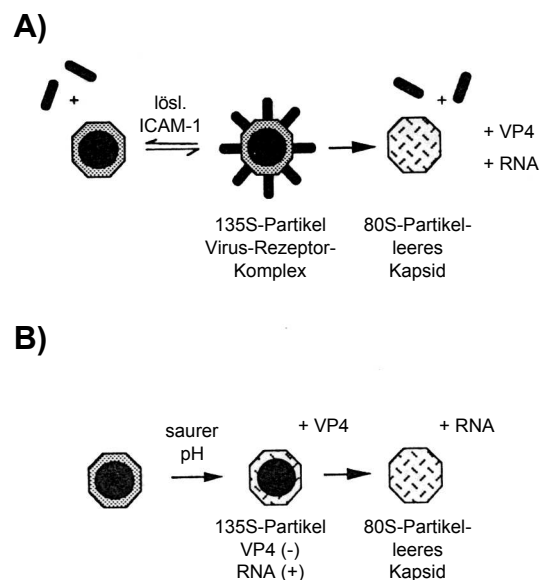 A)
+
lösl.
ICAM-1
+
+ VP4
+ RNA
135S-Partikel
Virus-Rezeptor-
Komplex
80S-Partikel-
leeres
Kapsid
B)
saurer
pH
+ VP4
+ RNA
135S-Partikel
VP4 (-)
RNA (+)
80S-Partikel-
leeres
Kapsid